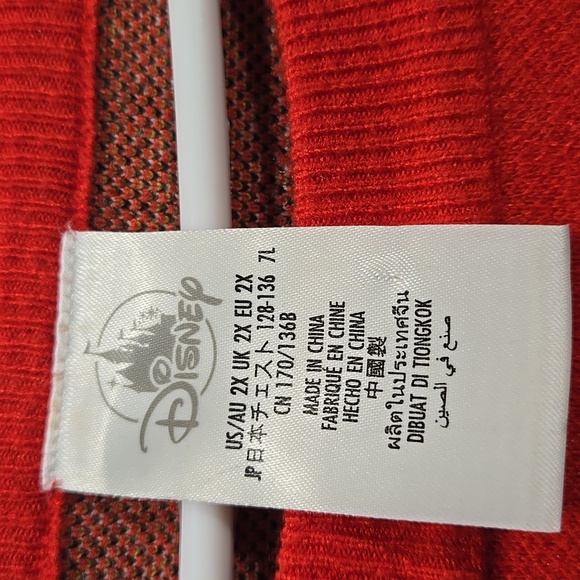 Disney
US/AU 2X UK 2X EU 2X
JP 日本チェスト 128-136 7L
CN 170/136B
MADE IN CHINA
FABRIQUÉ EN CHINE
HECHO EN CHINA
中國製
ผลิตในประเทศจีน
DIBUAT DI TIONGKOK
صنع في الصين